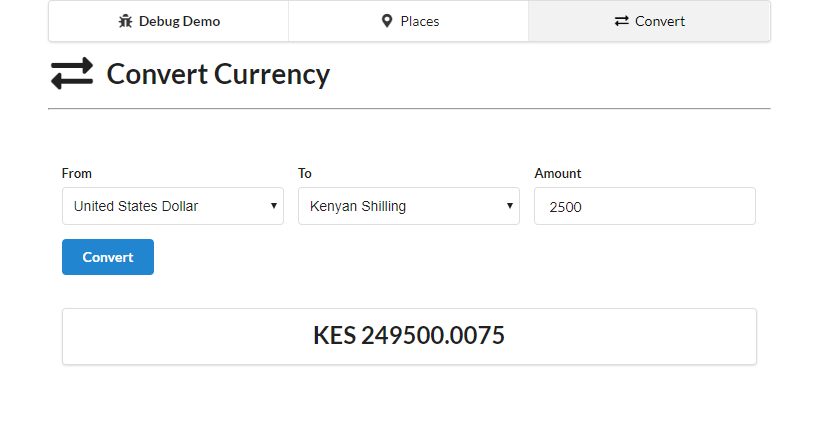 Debug Demo Places Convert
Convert Currency
From To Amount
United States Dollar Kenyan Shilling 2500
Convert
KES 249500.0075